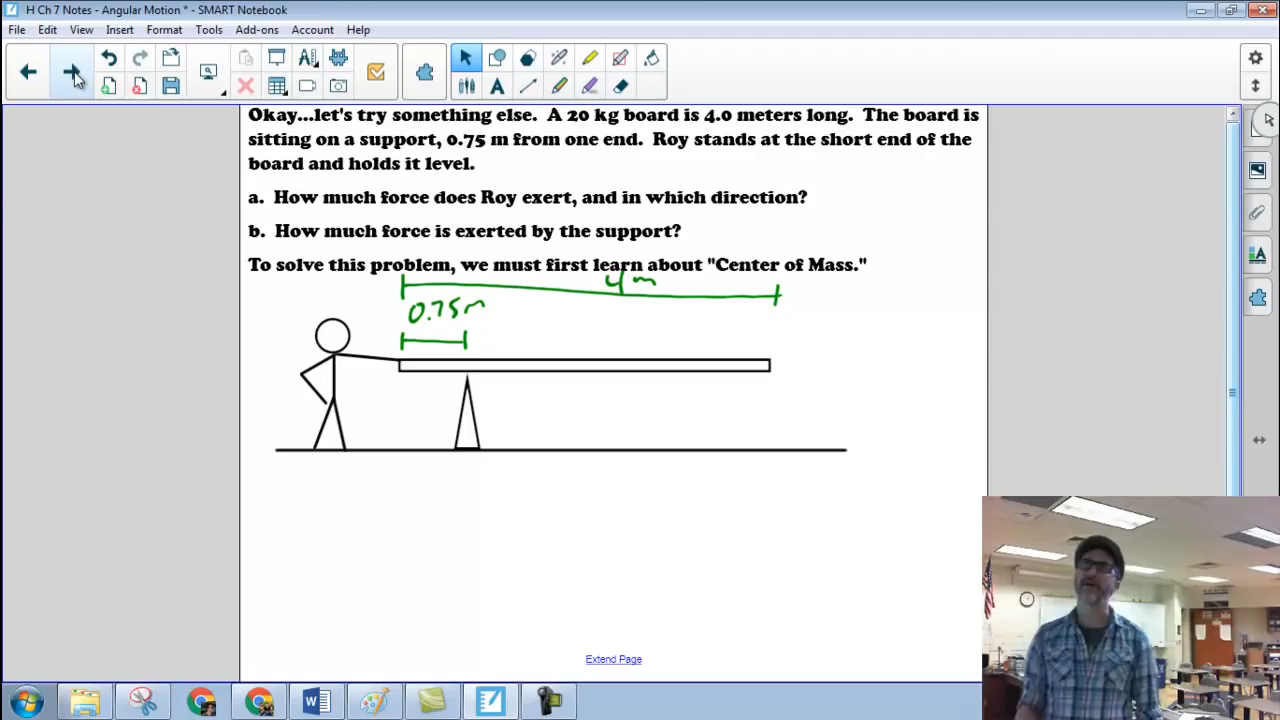 H Ch 7 Notes - Angular Motion * - SMART Notebook
File Edit View Insert Format Tools Add-ons Account Help
Okay...let's try something else. A 20 kg board is 4.0 meters long. The board is
sitting on a support, 0.75 m from one end. Roy stands at the short end of the
board and holds it level.
a. How much force does Roy exert, and in which direction?
b. How much force is exerted by the support?
To solve this problem, we must first learn about "Center of Mass."
4 m
0.75m
Extend Page